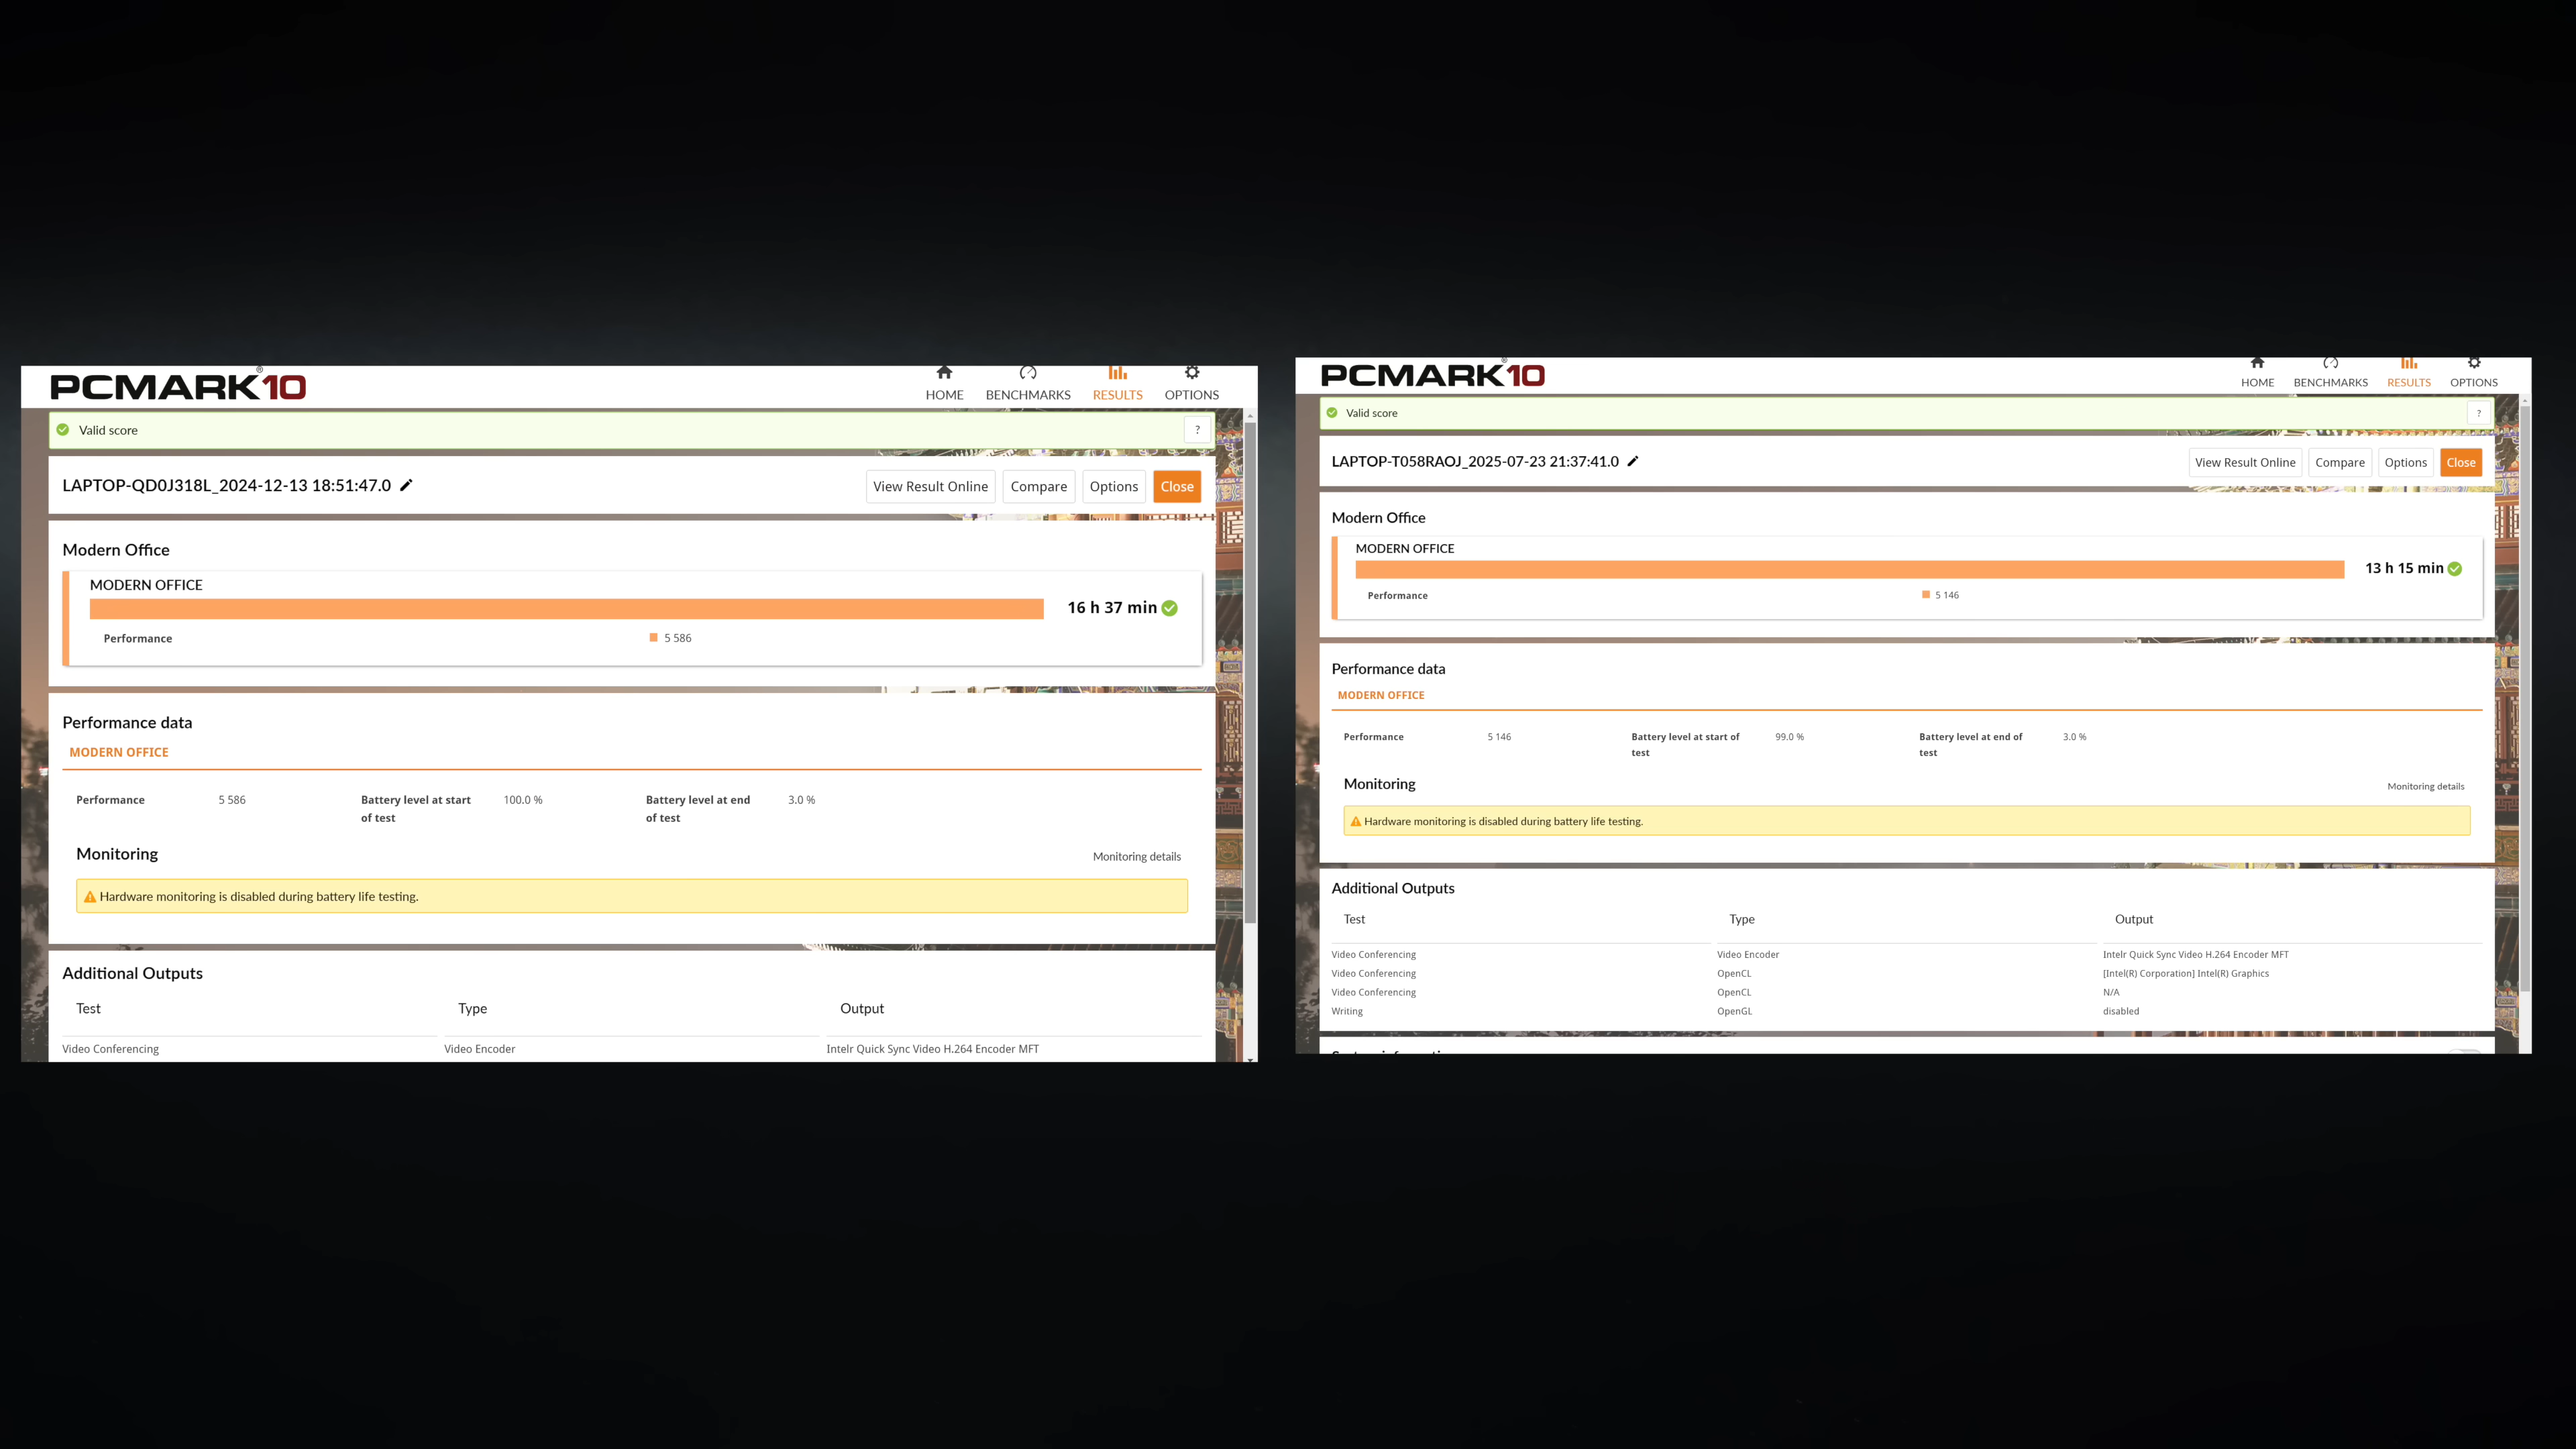 PCMARK®10
HOME
BENCHMARKS
RESULTS
OPTIONS
Valid score
?
LAPTOP-QD0J318L_2024-12-13 18:51:47.0
View Result Online
Compare
Options
Close
Modern Office
MODERN OFFICE
16 h 37 min
Performance
5 586
Performance data
MODERN OFFICE
Performance
5 586
Battery level at start of test
100.0 %
Battery level at end of test
3.0 %
Monitoring
Monitoring details
Hardware monitoring is disabled during battery life testing.
Additional Outputs
Test
Type
Output
Video Conferencing
Video Encoder
Intelr Quick Sync Video H.264 Encoder MFT
PCMARK®10
HOME
BENCHMARKS
RESULTS
OPTIONS
Valid score
?
LAPTOP-T058RAOJ_2025-07-23 21:37:41.0
View Result Online
Compare
Options
Close
Modern Office
MODERN OFFICE
13 h 15 min
Performance
5 146
Performance data
MODERN OFFICE
Performance
5 146
Battery level at start of test
99.0 %
Battery level at end of test
3.0 %
Monitoring
Monitoring details
Hardware monitoring is disabled during battery life testing.
Additional Outputs
Test
Type
Output
Video Conferencing
Video Encoder
Intelr Quick Sync Video H.264 Encoder MFT
Video Conferencing
OpenCL
[Intel(R) Corporation] Intel(R) Graphics
Video Conferencing
OpenCL
N/A
Writing
OpenGL
disabled